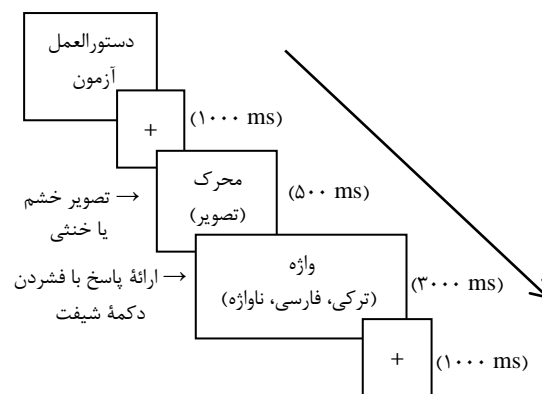 دستورالعمل
آزمون
+
(۱۰۰۰ ms)
محرک
(تصویر)
(۵۰۰ ms)
تصویر خشم →
یا خنثی
واژه
(ترکی، فارسی، ناواژه)
(۳۰۰۰ ms)
ارائهٔ پاسخ با فشردن →
دکمهٔ شیفت
+
(۱۰۰۰ ms)